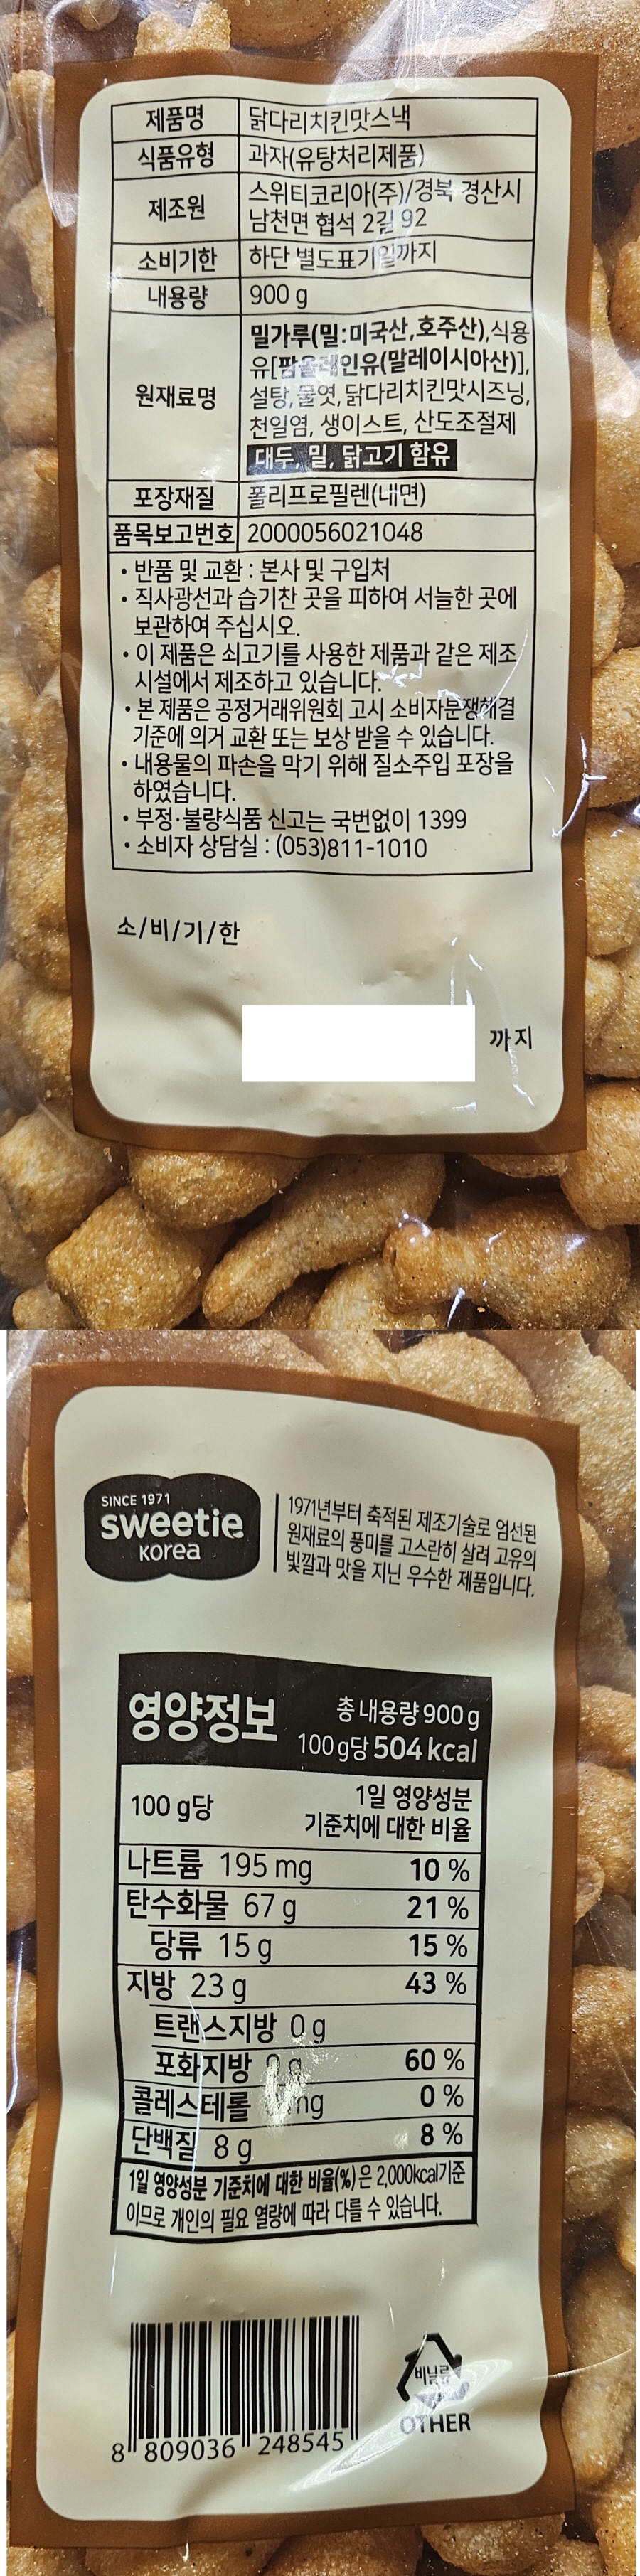 제품명 닭다리치킨맛스낵
식품유형 과자(유탕처리제품)
제조원 스위티코리아(주)/경북 경산시
남천면 협석 2길 92
소비기한 하단 별도표기일까지
내용량 900 g
원재료명 밀가루(밀:미국산,호주산),식용
유[팜올레인유(말레이시아산)],
설탕,물엿,닭다리치킨맛시즈닝,
천일염, 생이스트, 산도조절제
대두, 밀, 닭고기 함유
포장재질 폴리프로필렌(내면)
품목보고번호 2000056021048
• 반품 및 교환 : 본사 및 구입처
• 직사광선과 습기찬 곳을 피하여 서늘한 곳에
보관하여 주십시오.
• 이 제품은 쇠고기를 사용한 제품과 같은 제조
시설에서 제조하고 있습니다.
• 본 제품은 공정거래위원회 고시 소비자분쟁해결
기준에 의거 교환 또는 보상 받을 수 있습니다.
• 내용물의 파손을 막기 위해 질소주입 포장을
하였습니다.
• 부정·불량식품 신고는 국번없이 1399
• 소비자 상담실 : (053)811-1010
소/비/기/한
까지
SINCE 1971
sweetie
Korea
1971년부터 축적된 제조기술로 엄선된
원재료의 풍미를 고스란히 살려 고유의
빛깔과 맛을 지닌 우수한 제품입니다.
영양정보 총 내용량 900 g
100 g당 504 kcal
100 g당 1일 영양성분
기준치에 대한 비율
나트륨 195 mg 10 %
탄수화물 67 g 21 %
당류 15 g 15 %
지방 23 g 43 %
트랜스지방 0 g
포화지방 60 %
콜레스테롤 mg 0 %
단백질 8 g 8 %
1일 영양성분 기준치에 대한 비율(%)은 2,000kcal기준
이므로 개인의 필요 열량에 따라 다를 수 있습니다.
비닐류
OTHER
8 809036 248545